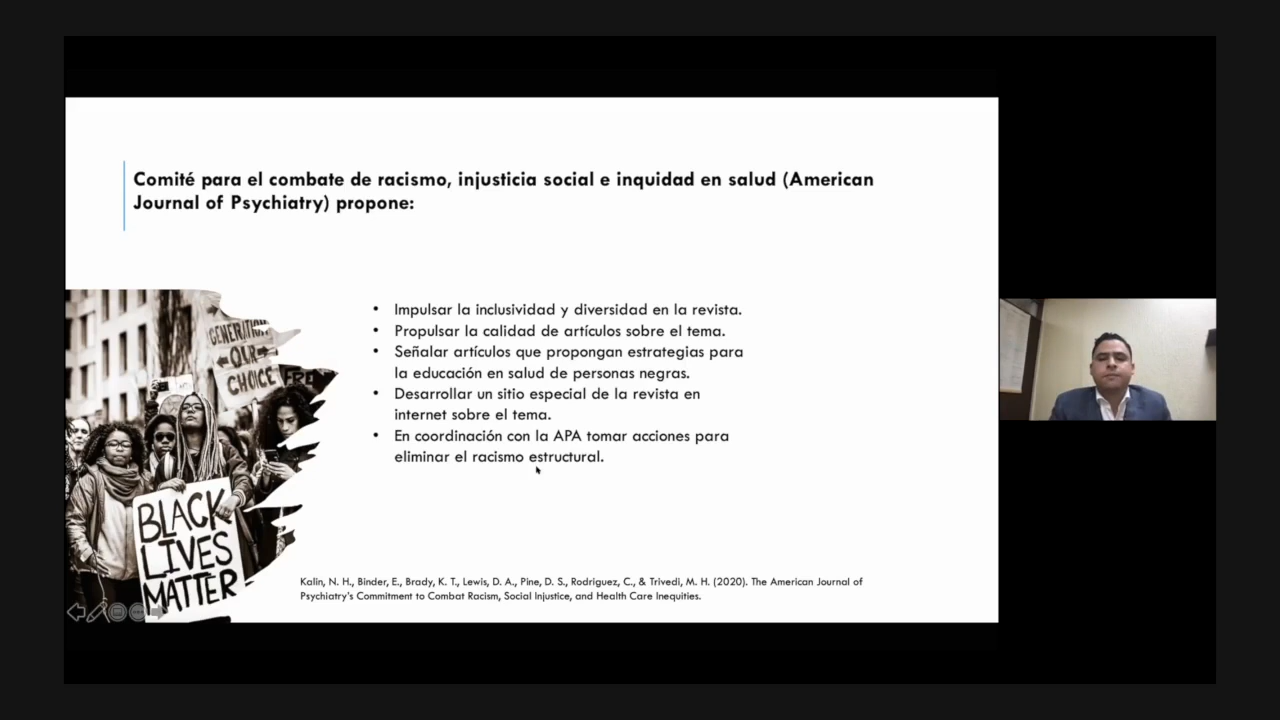 Comité para el combate de racismo, injusticia social e inquidad en salud (American
Journal of Psychiatry) propone:
• Impulsar la inclusividad y diversidad en la revista.
• Propulsar la calidad de artículos sobre el tema.
• Señalar artículos que propongan estrategias para
la educación en salud de personas negras.
• Desarrollar un sitio especial de la revista en
internet sobre el tema.
• En coordinación con la APA tomar acciones para
eliminar el racismo estructural.
GENERATION
OUR
CHOICE
BLACK
LIVES
MATTER
Kalin, N. H., Binder, E., Brady, K. T., Lewis, D. A., Pine, D. S., Rodriguez, C., & Trivedi, M. H. (2020). The American Journal of
Psychiatry's Commitment to Combat Racism, Social Injustice, and Health Care Inequities.